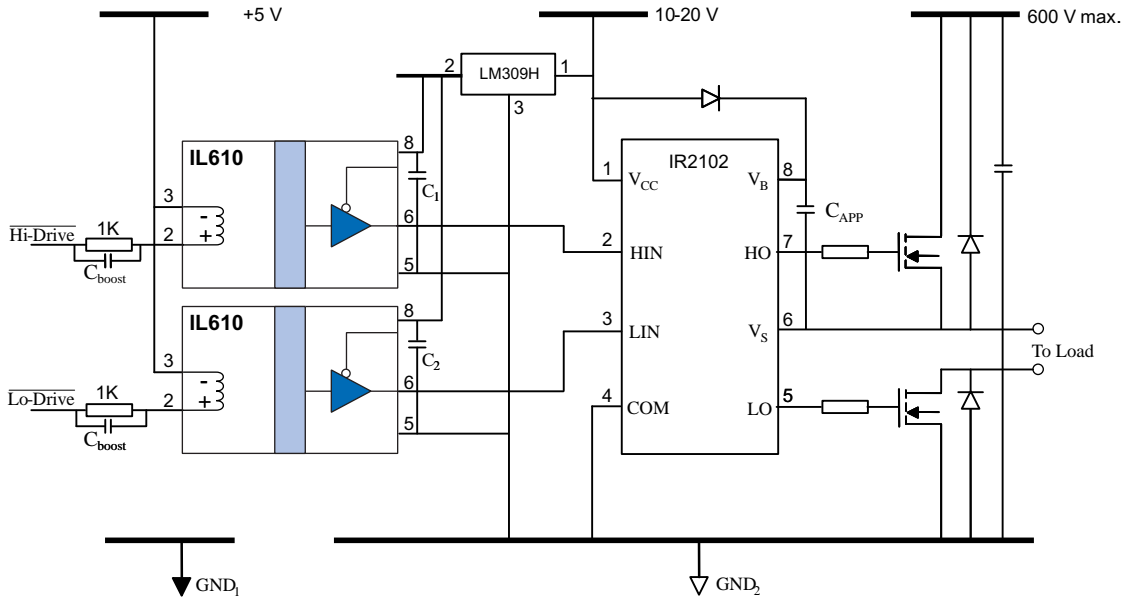 +5 V
10-20 V
600 V max.
2
LM309H
1
3
IL610
8
C1
3
-
+
2
6
5
Hi-Drive
1K
Cboost
IL610
8
C2
3
-
+
2
6
5
Lo-Drive
1K
Cboost
IR2102
1
VCC
VB
8
CAPP
2
HIN
HO
7
3
LIN
VS
6
To Load
4
COM
LO
5
GND1
GND2